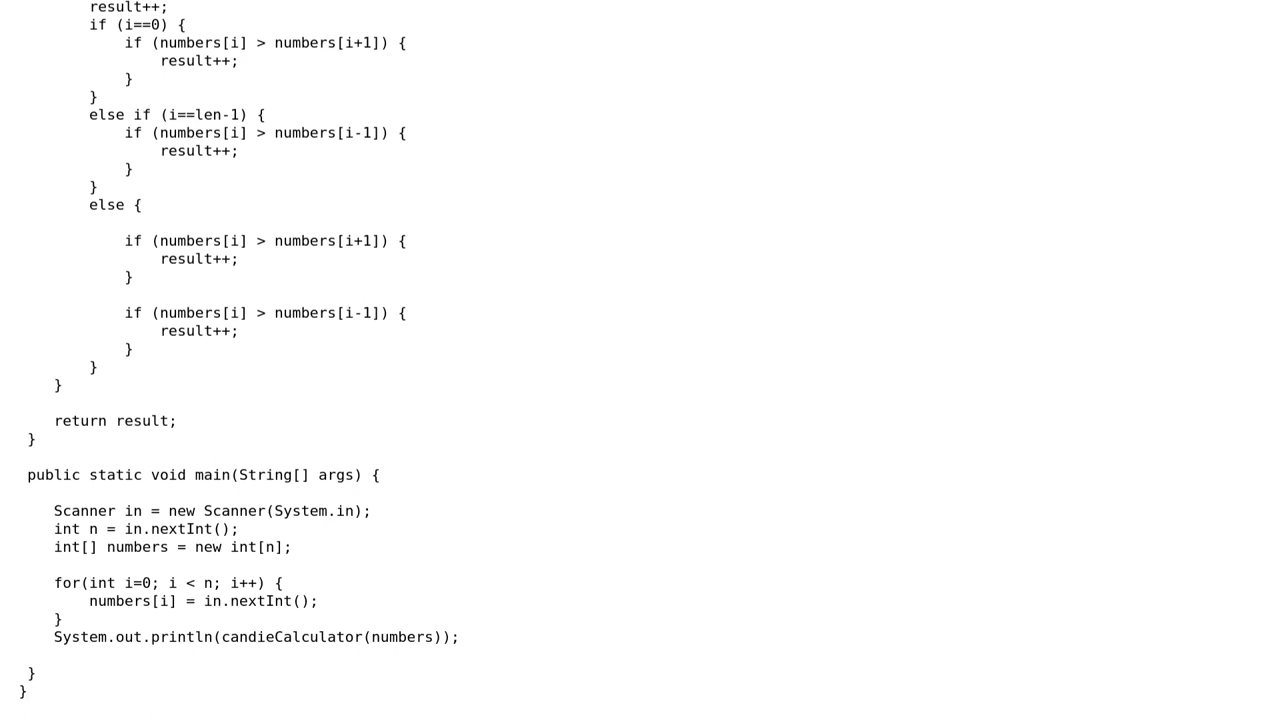 result++;
if (i==0) {
if (numbers[i] > numbers[i+1]) {
result++;
}
}
else if (i==len-1) {
if (numbers[i] > numbers[i-1]) {
result++;
}
}
else {
if (numbers[i] > numbers[i+1]) {
result++;
}
if (numbers[i] > numbers[i-1]) {
result++;
}
}
}
return result;
}
public static void main(String[] args) {
Scanner in = new Scanner(System.in);
int n = in.nextInt();
int[] numbers = new int[n];
for(int i=0; i < n; i++) {
numbers[i] = in.nextInt();
}
System.out.println(candieCalculator(numbers));
}
}